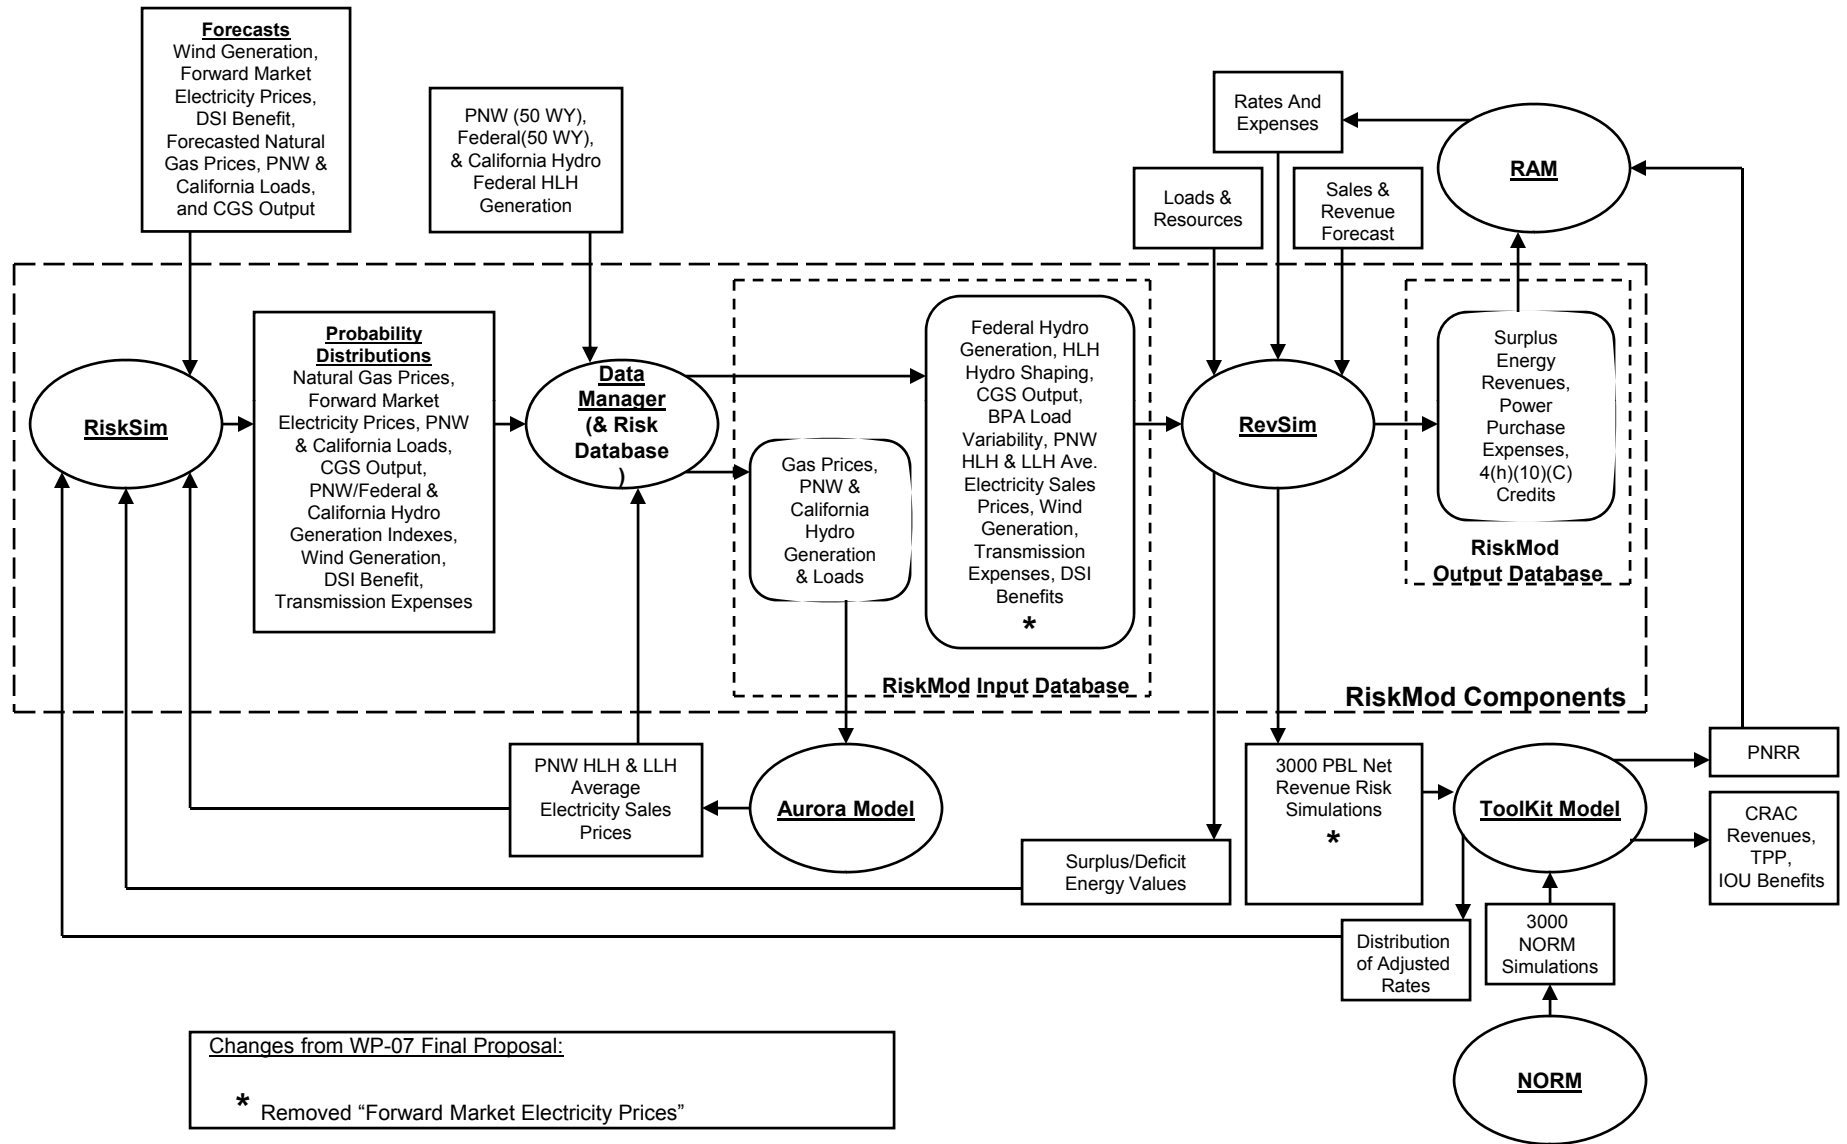 Forecasts
Wind Generation,
Forward Market
Electricity Prices,
DSI Benefit,
Forecasted Natural
Gas Prices, PNW &
California Loads,
and CGS Output
PNW (50 WY),
Federal(50 WY),
& California Hydro
Federal HLH
Generation
Rates And
Expenses
RAM
Loads &
Resources
Sales &
Revenue
Forecast
RiskSim
Probability
Distributions
Natural Gas Prices,
Forward Market
Electricity Prices, PNW
& California Loads,
CGS Output,
PNW/Federal &
California Hydro
Generation Indexes,
Wind Generation,
DSI Benefit,
Transmission Expenses
Data
Manager
(& Risk
Database
)
Gas Prices,
PNW &
California
Hydro
Generation
& Loads
Federal Hydro
Generation, HLH
Hydro Shaping,
CGS Output,
BPA Load
Variability, PNW
HLH & LLH Ave.
Electricity Sales
Prices, Wind
Generation,
Transmission
Expenses, DSI
Benefits
*
RiskMod Input Database
RevSim
Surplus
Energy
Revenues,
Power
Purchase
Expenses,
4(h)(10)(C)
Credits
RiskMod
Output Database
RiskMod Components
PNW HLH & LLH
Average
Electricity Sales
Prices
Aurora Model
Surplus/Deficit
Energy Values
3000 PBL Net
Revenue Risk
Simulations
*
ToolKit Model
PNRR
CRAC
Revenues,
TPP,
IOU Benefits
Distribution
of Adjusted
Rates
3000
NORM
Simulations
NORM
Changes from WP-07 Final Proposal:
* Removed “Forward Market Electricity Prices”